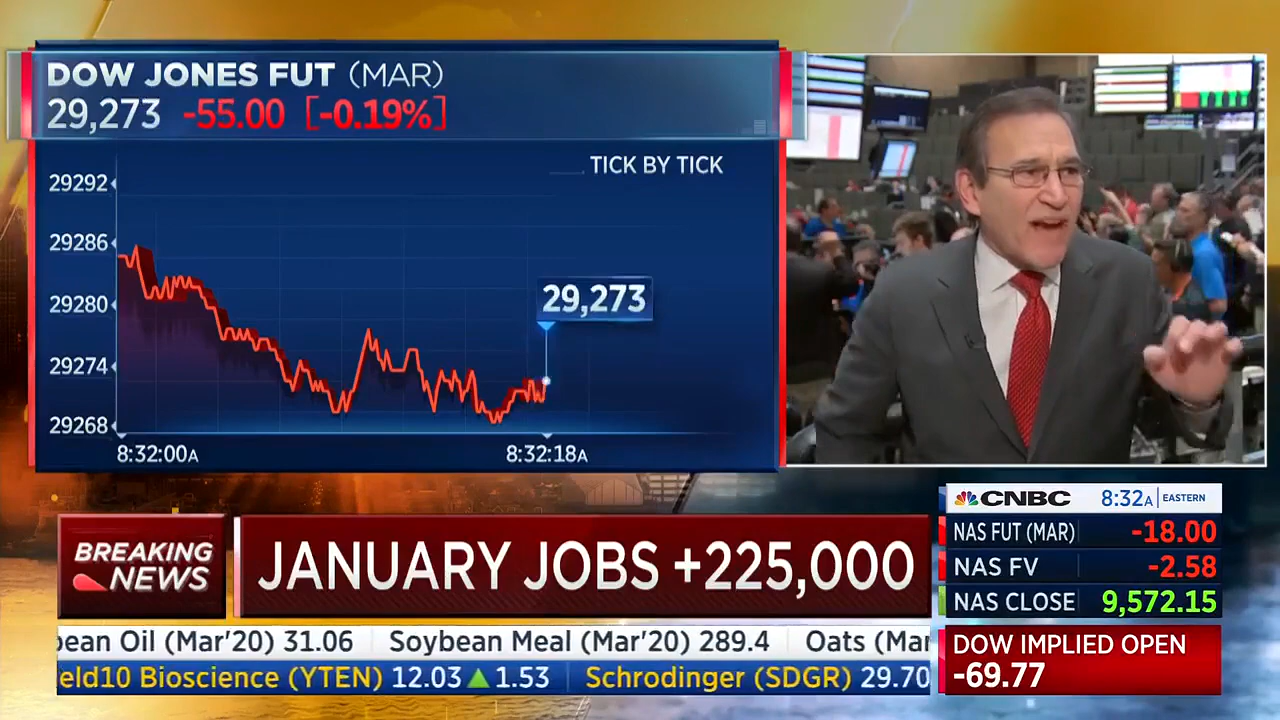 DOW JONES FUT (MAR)
29,273 -55.00 [-0.19%]
TICK BY TICK
29292
29286
29280
29274
29268
29,273
8:32:00A
8:32:18A
CNBC 8:32A EASTERN
NAS FUT (MAR) -18.00
NAS FV -2.58
NAS CLOSE 9,572.15
DOW IMPLIED OPEN
-69.77
BREAKING
NEWS
JANUARY JOBS +225,000
bean Oil (Mar'20) 31.06 Soybean Meal (Mar'20) 289.4 Oats (Mar
eld10 Bioscience (YTEN) 12.03 ▲ 1.53 Schrodinger (SDGR) 29.70